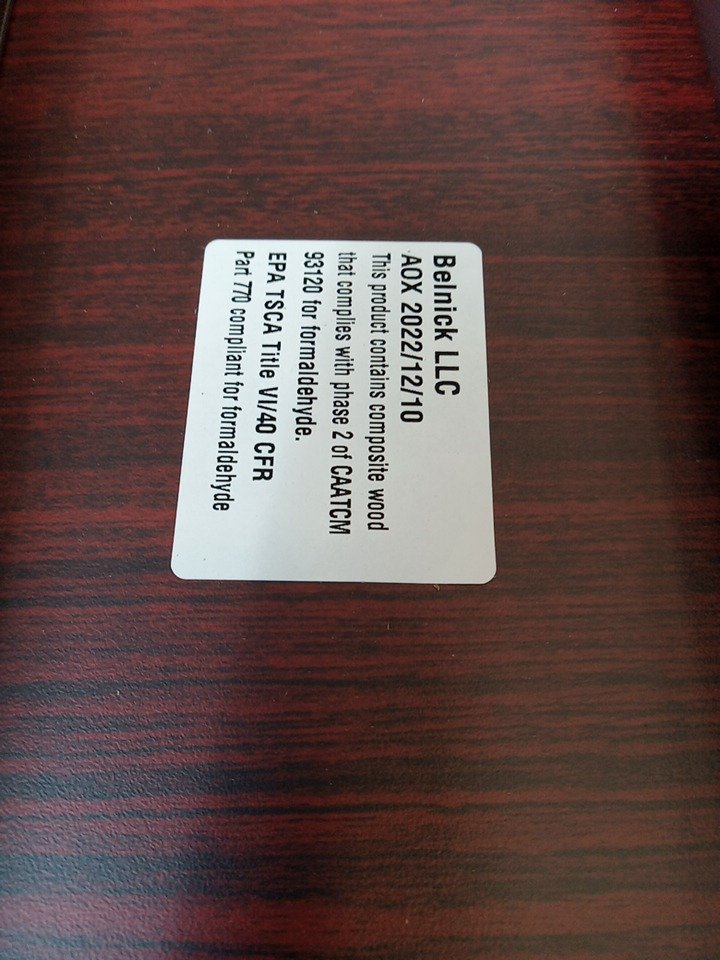 Belnick LLC
AOX 2022/12/10
This product contains composite wood
that complies with phase 2 of CAATCM
93120 for formaldehyde.
EPA TSCA Title VI/40 CFR
Part 770 compliant for formaldehyde